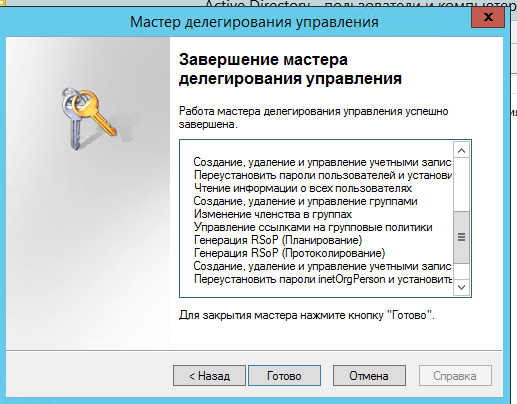 Active Directory - пользователи и компьютер
Мастер делегирования управления
x
Завершение мастера
делегирования управления
Работа мастера делегирования управления успешно
завершена.
Создание, удаление и управление учетными запис
Переустановить пароли пользователей и установи
Чтение информации о всех пользователях
Создание, удаление и управление группами
Изменение членства в группах
Управление ссылками на групповые политики
Генерация RSoP (Планирование)
Генерация RSoP (Протоколирование)
Создание, удаление и управление учетными запис
Переустановить пароли inetOrgPerson и установить
Для закрытия мастера нажмите кнопку "Готово".
< Назад Готово Отмена Справка